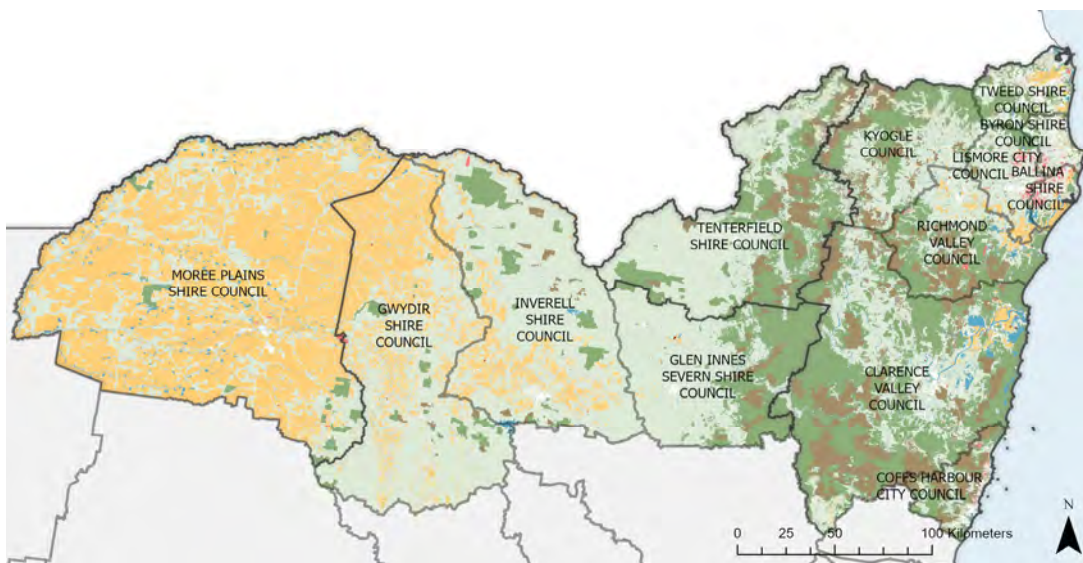 TWEED SHIRE
COUNCIL
BYRON SHIRE
COUNCIL
KYOGLE
COUNCIL
LISMORE CITY
COUNCIL
BALLINA
SHIRE
COUNCIL
TENTERFIELD
SHIRE COUNCIL
RICHMOND
VALLEY
COUNCIL
MOREE PLAINS
SHIRE COUNCIL
GWYDIR
SHIRE
COUNCIL
INVERELL
SHIRE
COUNCIL
GLEN INNES
SEVERN SHIRE
COUNCIL
CLARENCE
VALLEY
COUNCIL
COFFS HARBOUR
CITY COUNCIL
N
0 25 50 100 Kilometers